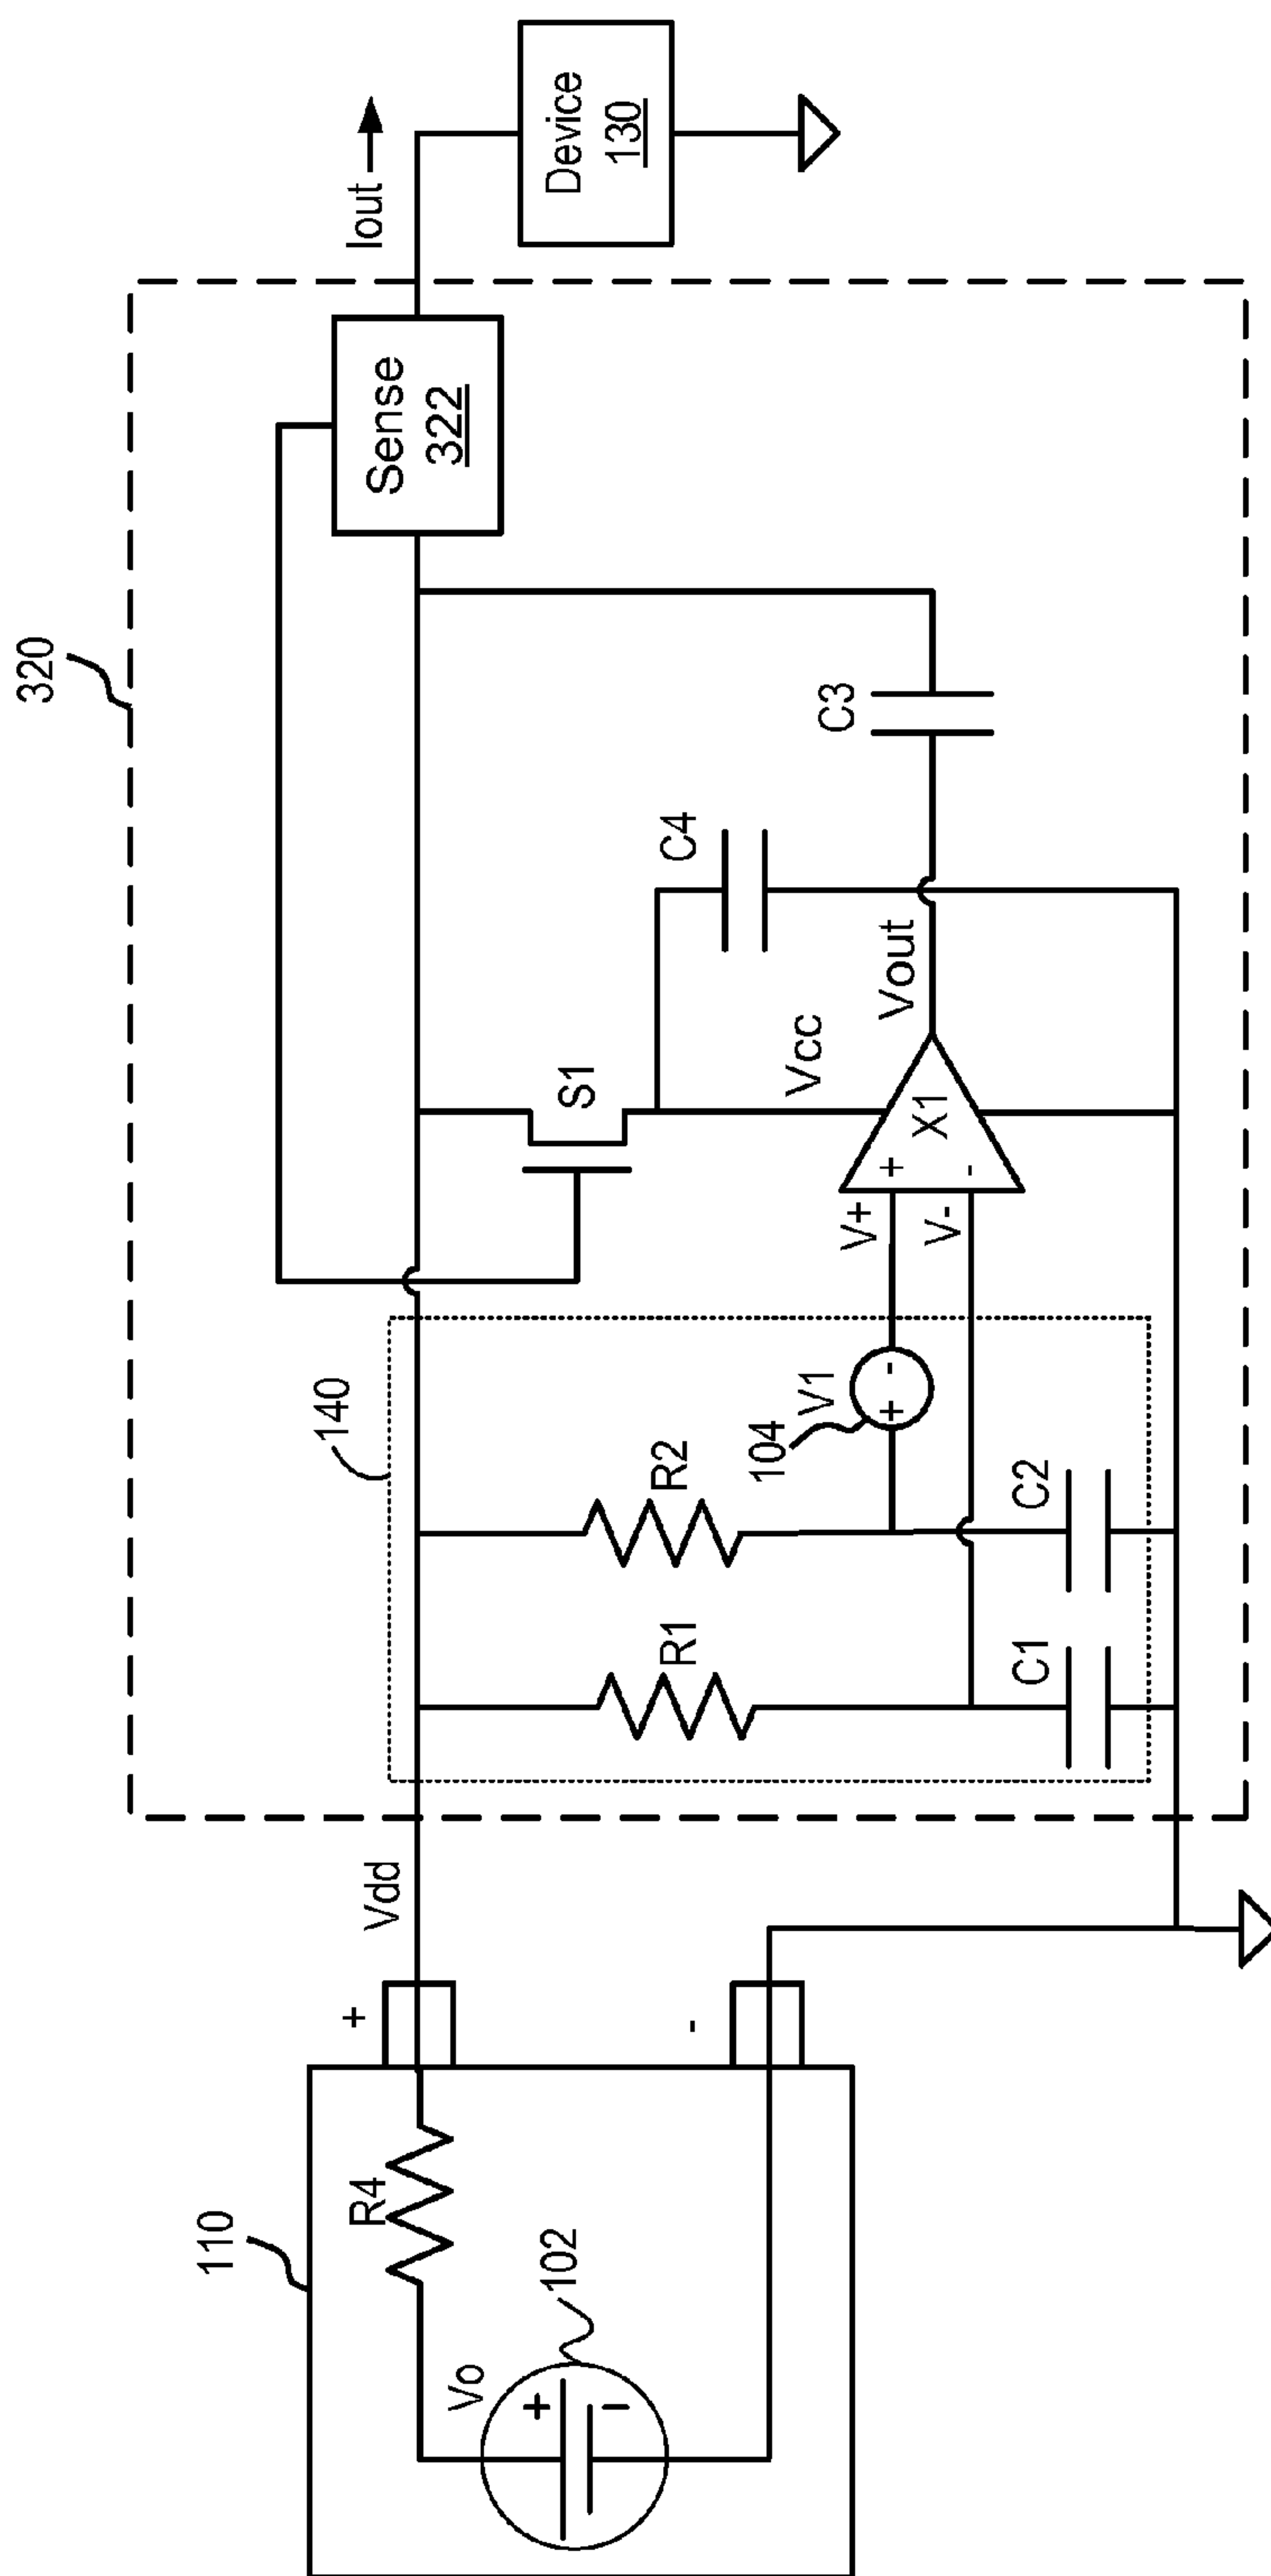 320
Iout
Sense
322
Device
130
140
Vdd
S1
C4
Vcc
Vout
C3
X1
+
-
V+
V-
V1
+
-
104
R2
R1
C2
C1
110
+
-
R4
Vo
+
-
102